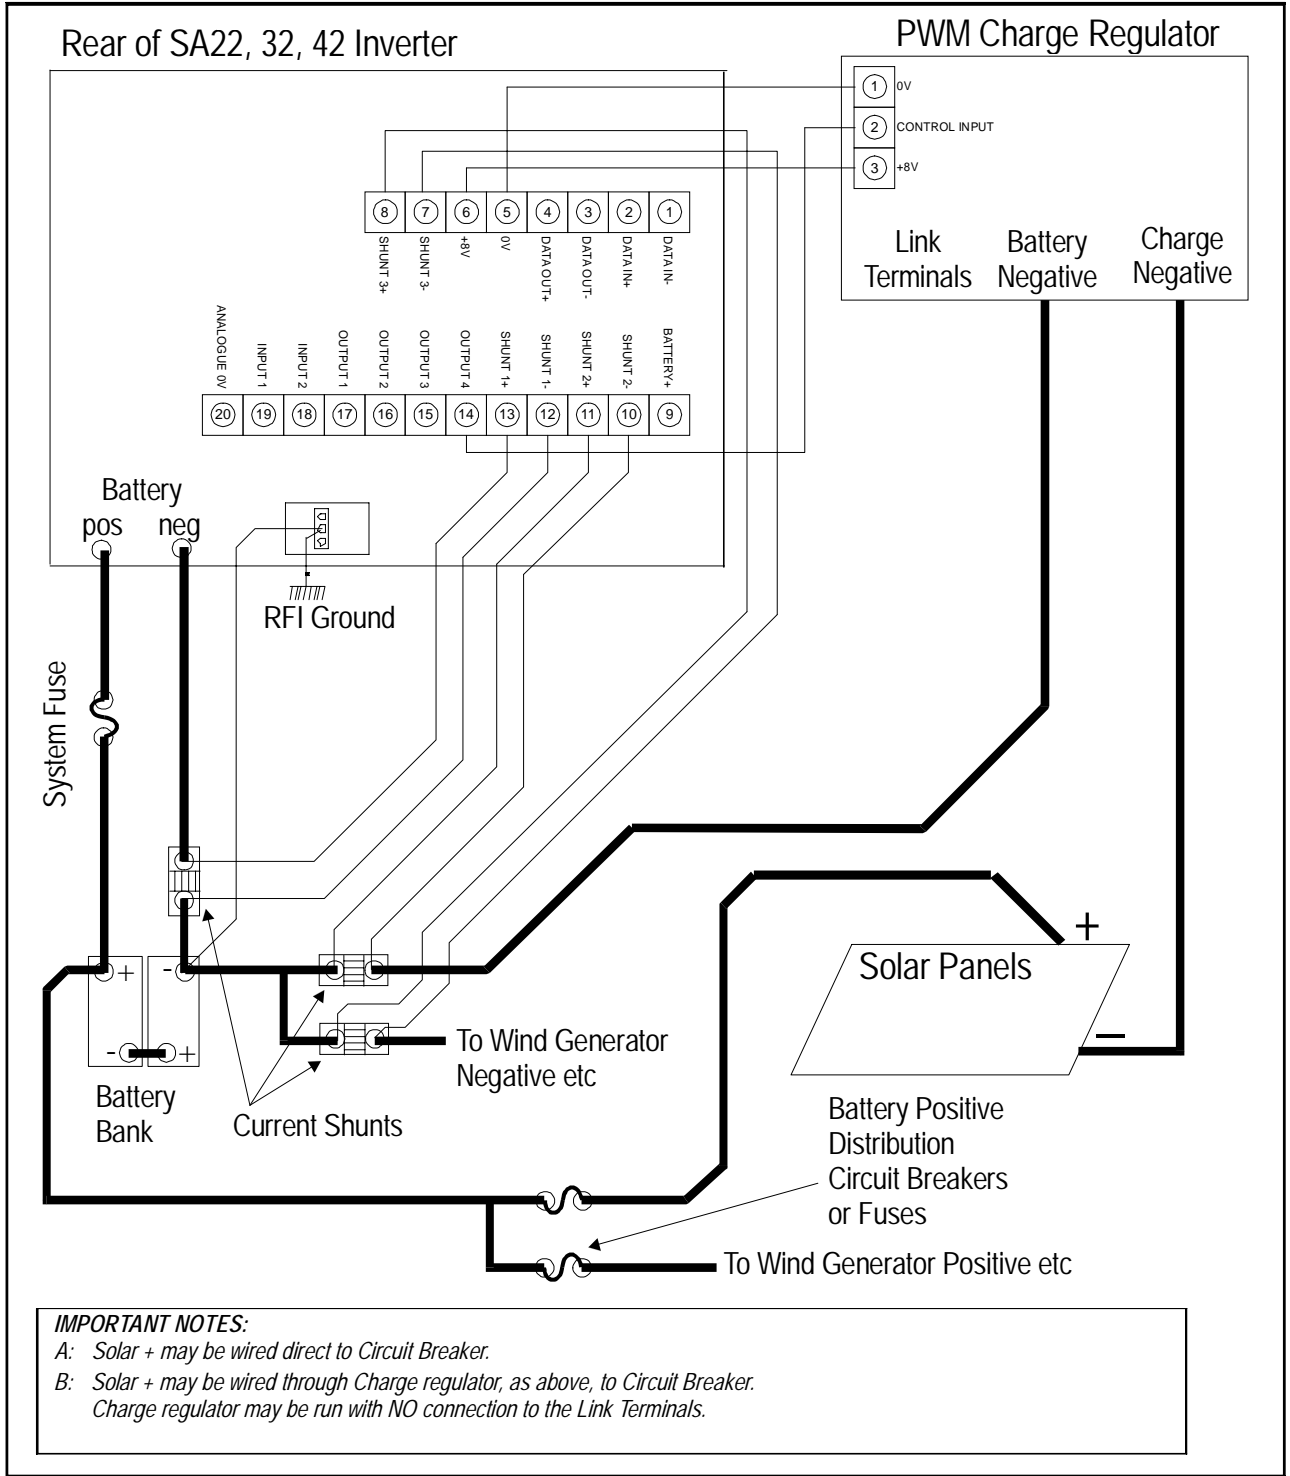 Rear of SA22, 32, 42 Inverter
PWM Charge Regulator
1 0V
2 CONTROL INPUT
3 +8V
Link
Terminals
Battery
Negative
Charge
Negative
8 7 6 5 4 3 2 1
SHUNT 3+
SHUNT 3-
+8V
0V
DATA OUT+
DATA OUT-
DATA IN+
DATA IN-
ANALOGUE 0V
INPUT 1
INPUT 2
OUTPUT 1
OUTPUT 2
OUTPUT 3
OUTPUT 4
SHUNT 1+
SHUNT 1-
SHUNT 2+
SHUNT 2-
BATTERY+
20 19 18 17 16 15 14 13 12 11 10 9
Battery
pos neg
RFI Ground
System Fuse
+ -
- +
Battery
Bank
Current Shunts
To Wind Generator
Negative etc
+
Solar Panels
–
Battery Positive
Distribution
Circuit Breakers
or Fuses
To Wind Generator Positive etc
IMPORTANT NOTES:
A: Solar + may be wired direct to Circuit Breaker.
B: Solar + may be wired through Charge regulator, as above, to Circuit Breaker.
Charge regulator may be run with NO connection to the Link Terminals.